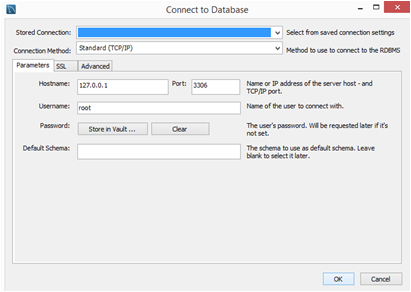 Connect to Database
Stored Connection:
Select from saved connection settings
Connection Method: Standard (TCP/IP)
Method to use to connect to the RDBMS
Parameters SSL Advanced
Hostname: 127.0.0.1 Port: 3306
Name or IP address of the server host - and
TCP/IP port.
Username: root
Name of the user to connect with.
Password: Store in Vault ... Clear
The user's password. Will be requested later if it's
not set.
Default Schema:
The schema to use as default schema. Leave
blank to select it later.
OK Cancel